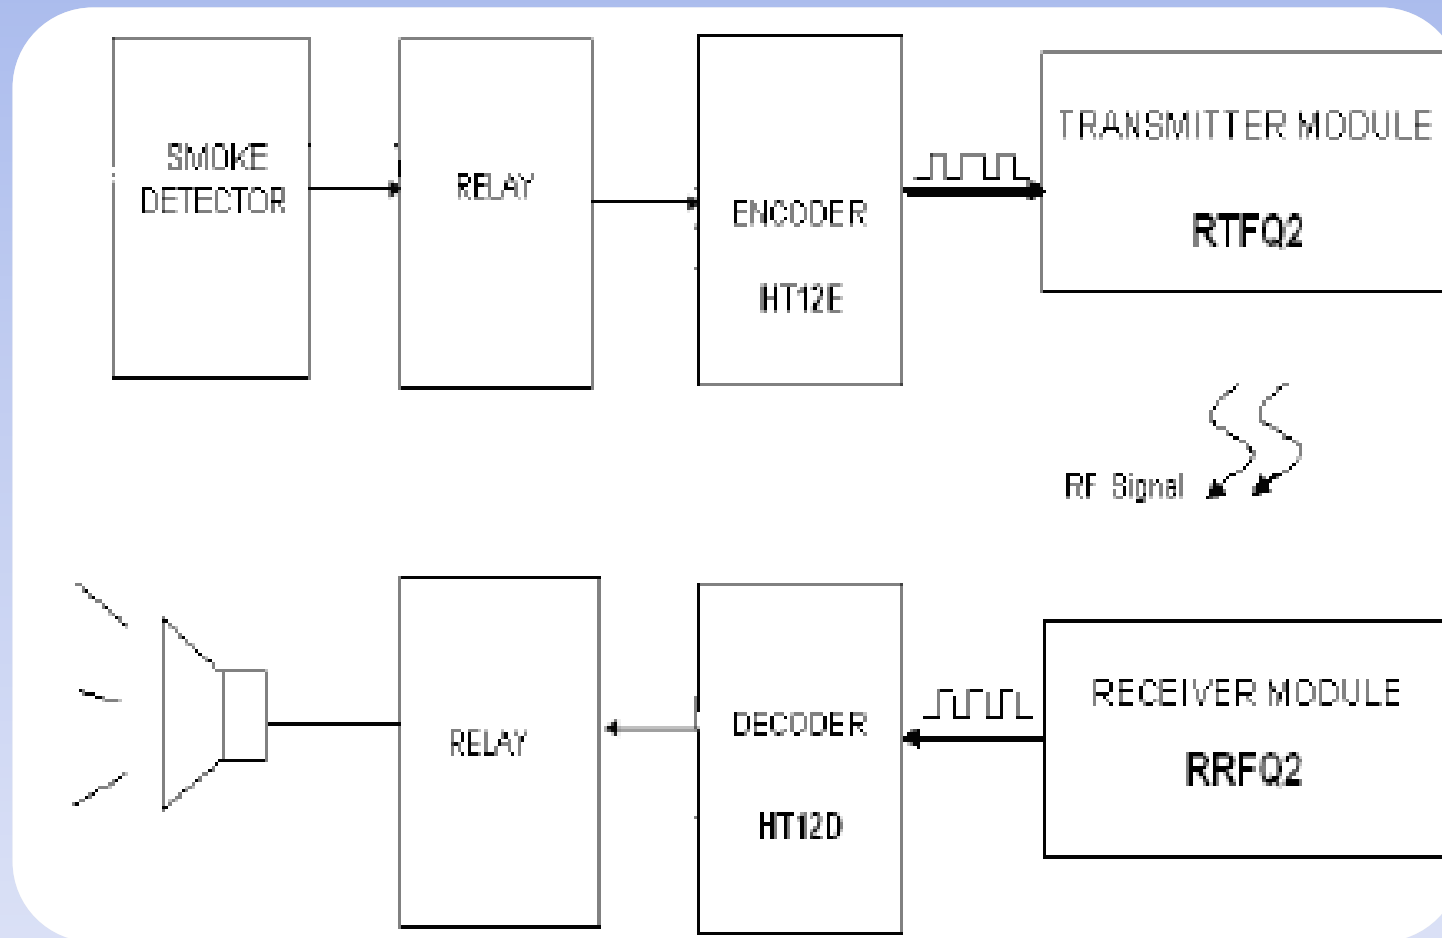 SMOKE
DETECTOR
RELAY
ENCODER
HT12E
TRANSMITTER MODULE
RTFQ2
RF Signal
RELAY
DECODER
HT12D
RECEIVER MODULE
RRFQ2